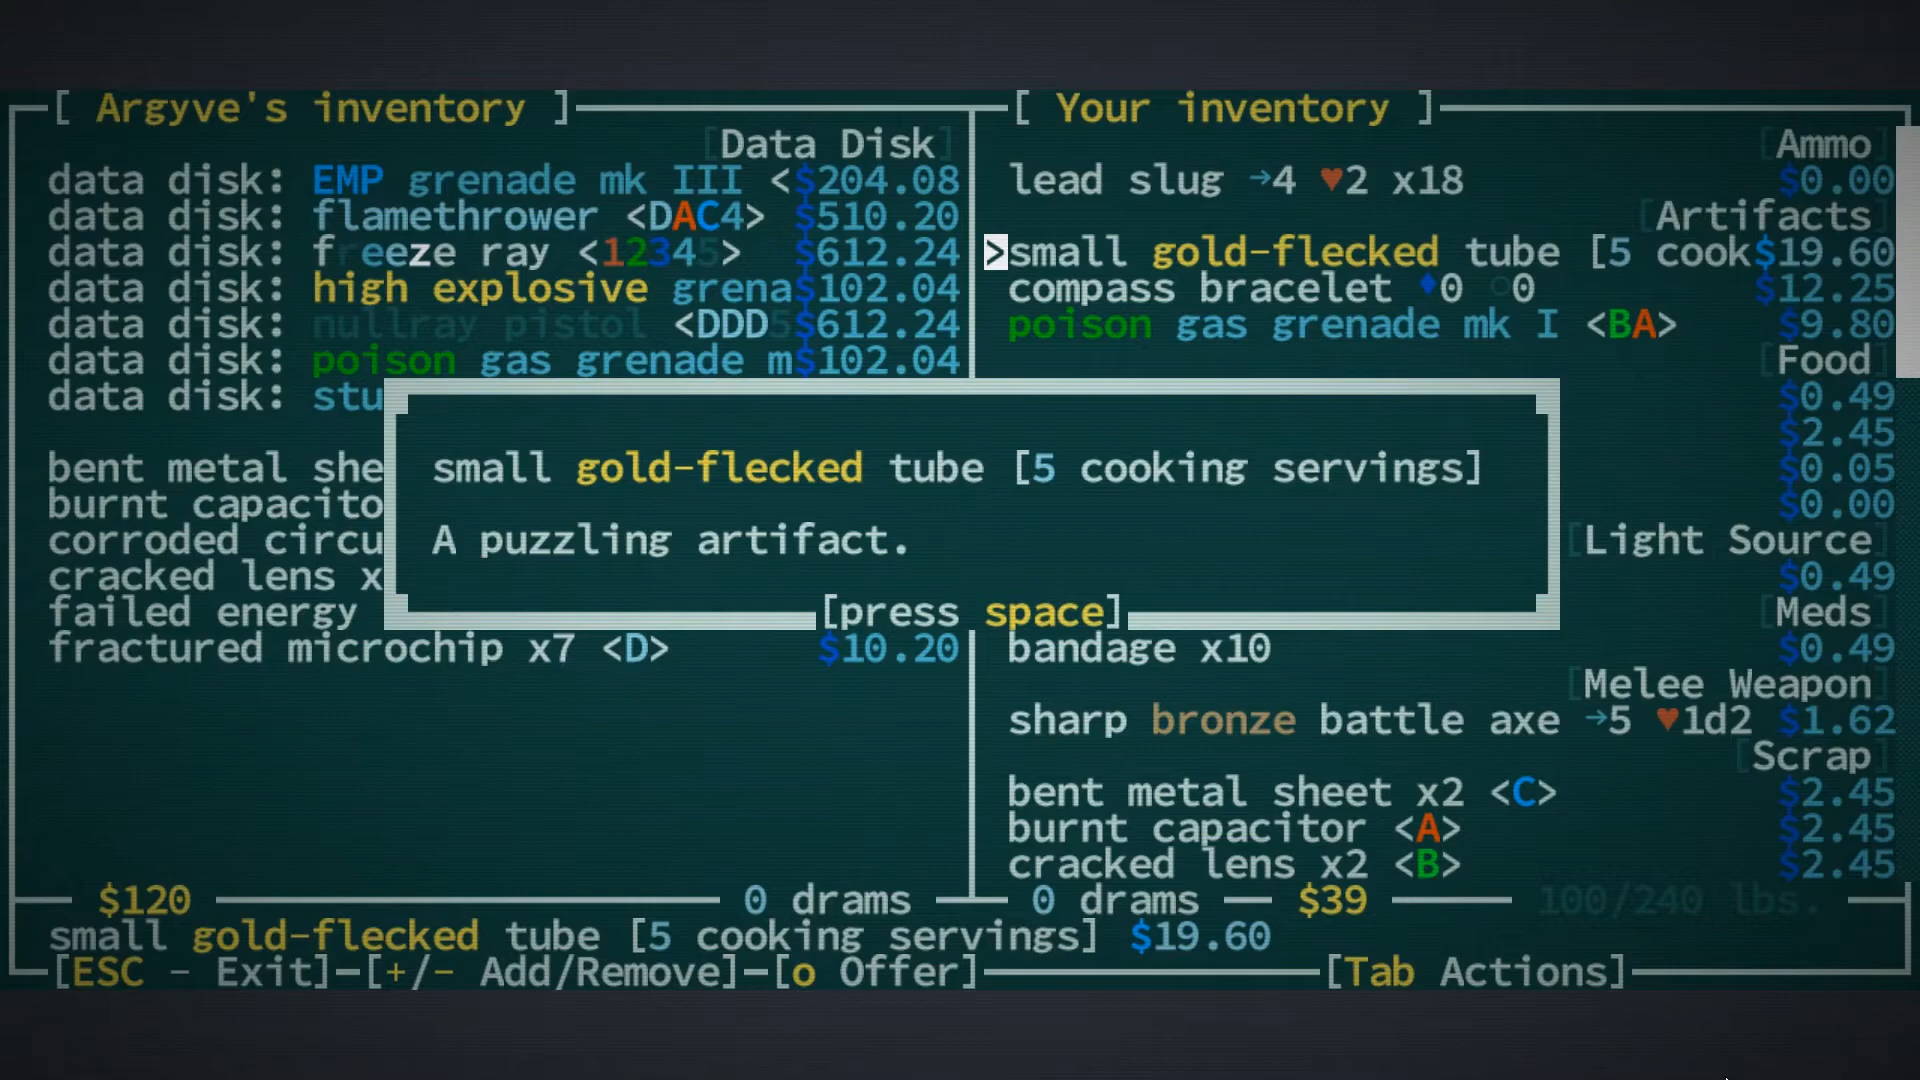 [ Argyve's inventory ]
[Data Disk]
data disk: EMP grenade mk III <$204.08
data disk: flamethrower <DAC4> $510.20
data disk: freeze ray <12345> $612.24
data disk: high explosive grena$102.04
data disk: nullray pistol <DDD5$612.24
data disk: poison gas grenade m$102.04
data disk: stu
bent metal she
burnt capacito
corroded circu
cracked lens x
failed energy
fractured microchip x7 <D> $10.20
[ Your inventory ]
[Ammo]
lead slug →4 ♥2 x18 $0.00
[Artifacts]
>small gold-flecked tube [5 cook$19.60
compass bracelet ♦0 ○0 $12.25
poison gas grenade mk I <BA> $9.80
[Food]
$0.49
$2.45
$0.05
$0.00
[Light Source]
$0.49
[Meds]
bandage x10 $0.49
[Melee Weapon]
sharp bronze battle axe →5 ♥1d2 $1.62
[Scrap]
bent metal sheet x2 <C> $2.45
burnt capacitor <A> $2.45
cracked lens x2 <B> $2.45
small gold-flecked tube [5 cooking servings]
A puzzling artifact.
[press space]
$120 0 drams 0 drams $39 100/240 lbs.
small gold-flecked tube [5 cooking servings] $19.60
[ESC - Exit]-[+/- Add/Remove]-[o Offer] [Tab Actions]